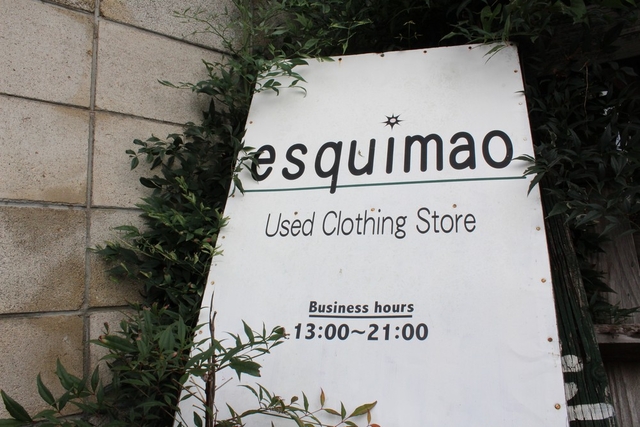 esquimao
Used Clothing Store
Business hours
13:00~21:00